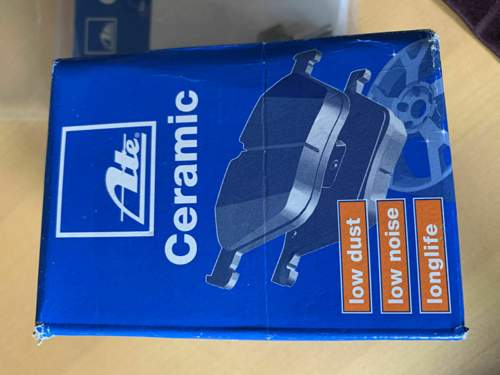 Ate®
Ceramic
low dust
low noise
longlife